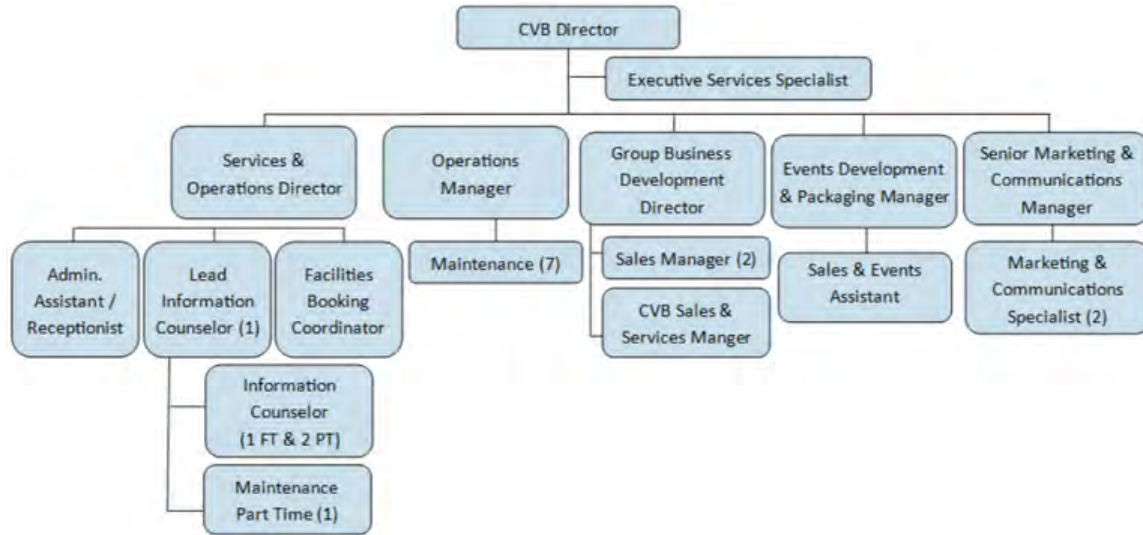 CVB Director
Executive Services Specialist
Services &
Operations Director
Operations
Manager
Group Business
Development
Director
Events Development
& Packaging Manager
Senior Marketing &
Communications
Manager
Admin.
Assistant /
Receptionist
Lead
Information
Counselor (1)
Facilities
Booking
Coordinator
Maintenance (7)
Sales Manager (2)
CVB Sales &
Services Manger
Sales & Events
Assistant
Marketing &
Communications
Specialist (2)
Information
Counselor
(1 FT & 2 PT)
Maintenance
Part Time (1)